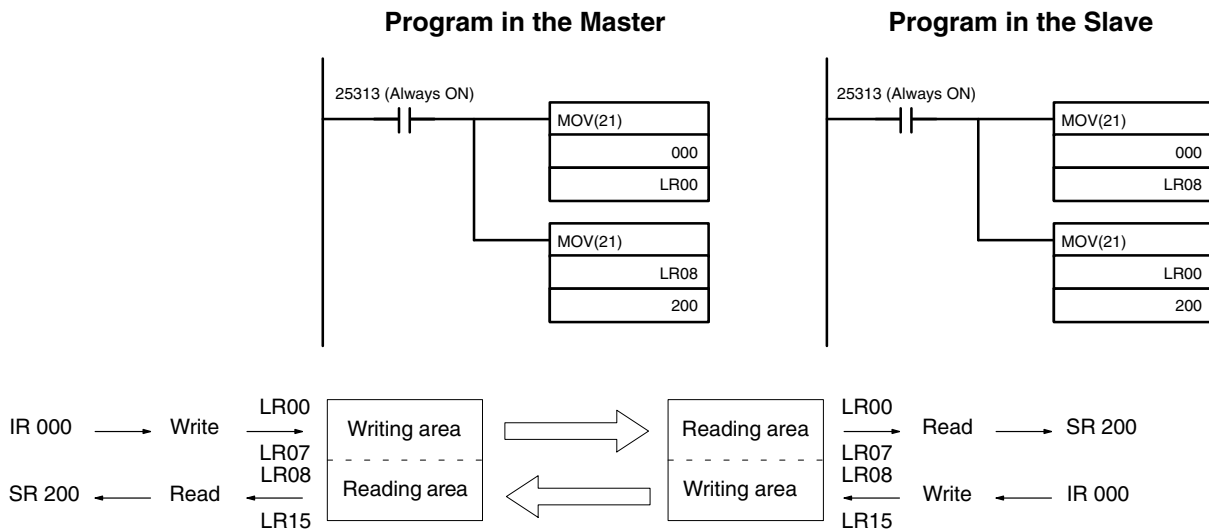 Program in the Master
Program in the Slave
25313 (Always ON)
MOV(21)
000
LR00
MOV(21)
LR08
200
25313 (Always ON)
MOV(21)
000
LR08
MOV(21)
LR00
200
IR 000
Write
LR00
LR07
Writing area
Reading area
LR00
LR07
Read
SR 200
SR 200
Read
LR08
LR15
Reading area
Writing area
LR08
LR15
Write
IR 000